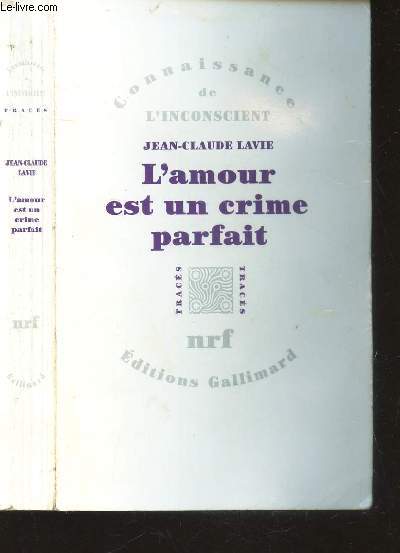 Connaissance
de
L'INCONSCIENT
JEAN-CLAUDE LAVIE
L'amour
est un crime
parfait
TRACÉS
TRACÉS
nrf
Éditions Gallimard
TRACÉS
JEAN-CLAUDE
LAVIE
L'amour
est un
crime
parfait
nrf
Gallimard
© le-livre.com